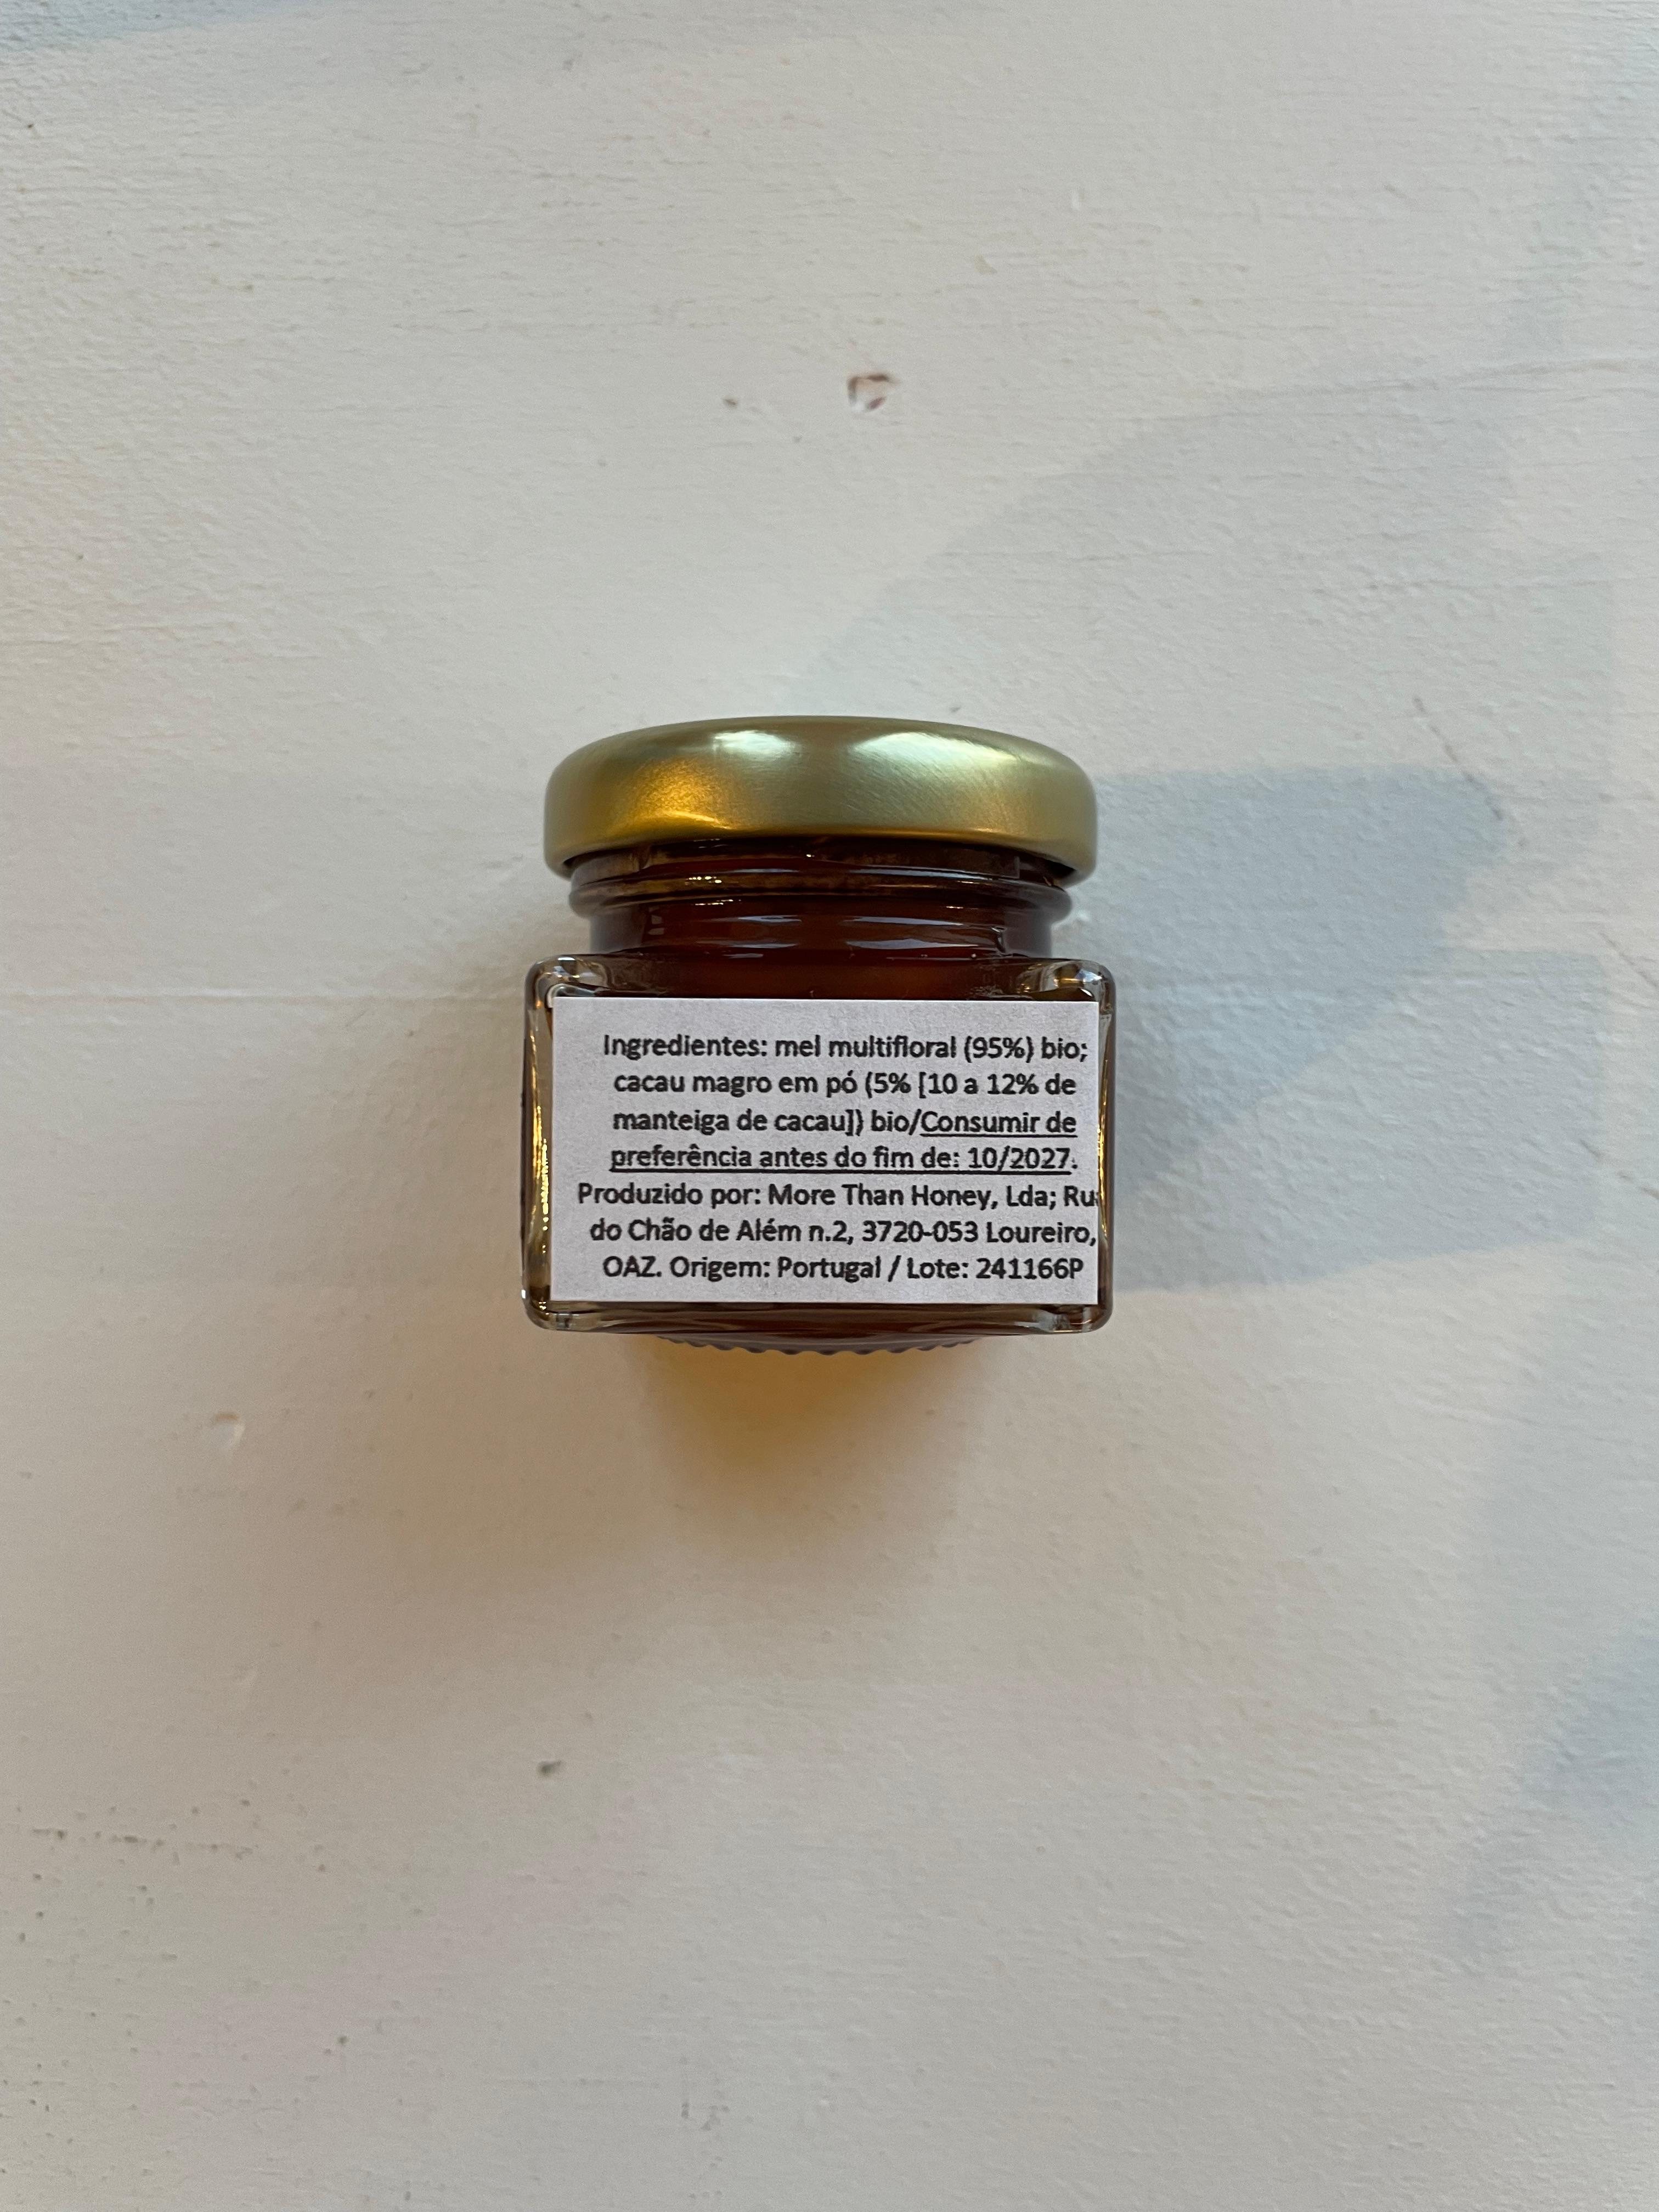 Ingredientes: mel multifloral (95%) bio;
cacau magro em pó (5% [10 a 12% de
manteiga de cacau]) bio/Consumir de
preferência antes do fim de: 10/2027.
Produzido por: More Than Honey, Lda; Rua
do Chão de Além n.2, 3720-053 Loureiro,
OAZ. Origem: Portugal / Lote: 241166P